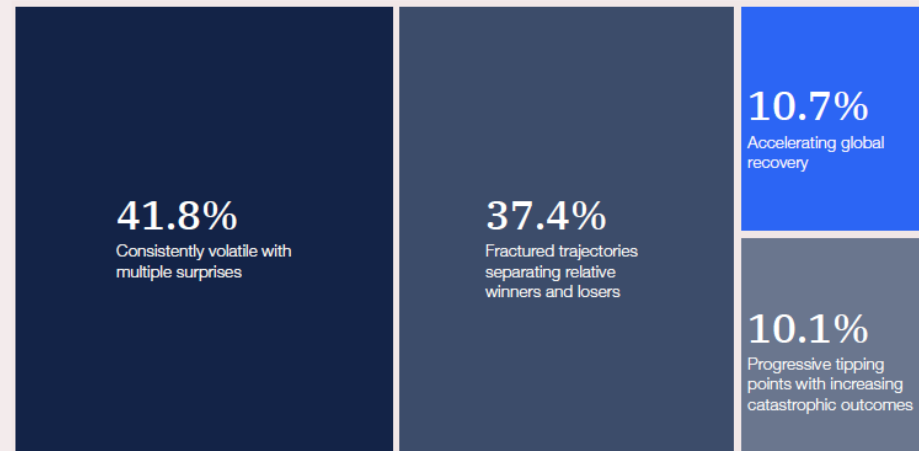 41.8%
Consistently volatile with
multiple surprises
37.4%
Fractured trajectories
separating relative
winners and losers
10.7%
Accelerating global
recovery
10.1%
Progressive tipping
points with increasing
catastrophic outcomes